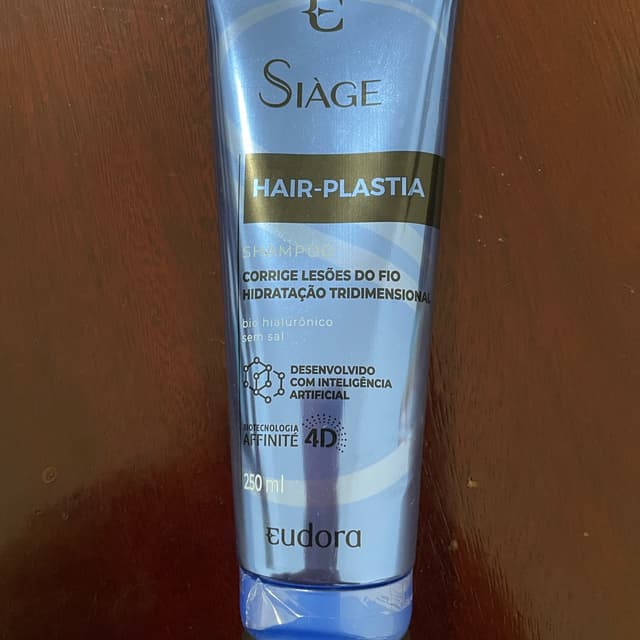 E
SIÀGE
HAIR-PLASTIA
SHAMPOO
CORRIGE LESÕES DO FIO
HIDRATAÇÃO TRIDIMENSIONAL
bio hialurônico
sem sal
DESENVOLVIDO
COM INTELIGÊNCIA
ARTIFICIAL
BIOTECNOLOGIA
AFFINITÉ 4D
250 ml
eudora